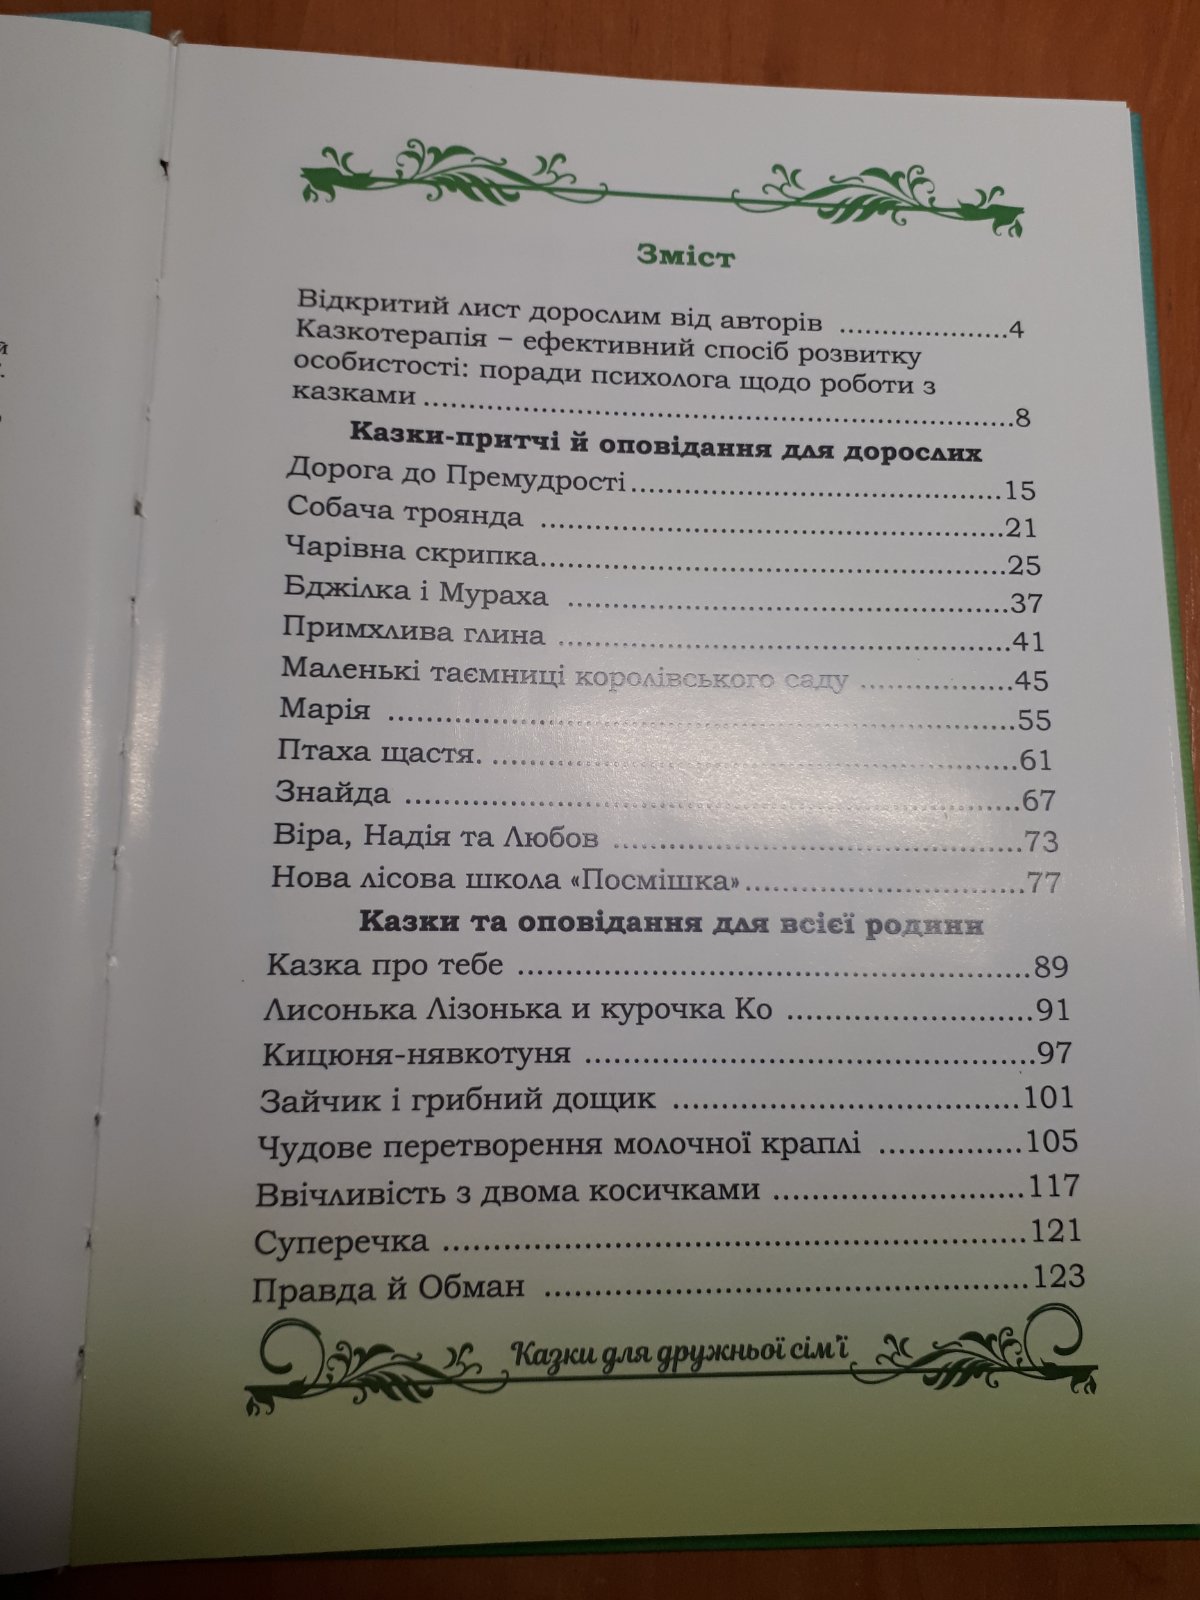 Зміст
Відкритий лист дорослим від авторів ....................4
Казкотерапія – ефективний спосіб розвитку
особистості: поради психолога щодо роботи з
казками ................................................................8
Казки-притчі й оповідання для дорослих
Дорога до Премудрості........................................15
Собача троянда ..................................................21
Чарівна скрипка..................................................25
Бджілка і Мураха ................................................37
Примхлива глина ................................................41
Маленькі таємниці королівського саду ................45
Марія ..................................................................55
Птаха щастя. .......................................................61
Знайда ................................................................67
Віра, Надія та Любов ...........................................73
Нова лісова школа «Посмішка»............................77
Казки та оповідання для всієї родини
Казка про тебе ....................................................89
Лисонька Лізонька и курочка Ко .........................91
Кицюня-нявкотуня .............................................97
Зайчик і грибний дощик ...................................101
Чудове перетворення молочної краплі ...............105
Ввічливість з двома косичками .........................117
Суперечка .........................................................121
Правда й Обман ................................................123
Казки для дружньої сім'ї